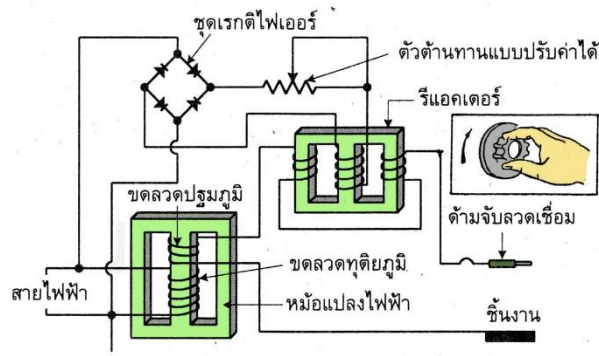 ชุดเรกติไฟเออร์
ตัวต้านทานแบบปรับค่าได้
รีแอคเตอร์
ขดลวดปฐมภูมิ
ด้ามจับลวดเชื่อม
ขดลวดทุติยภูมิ
สายไฟฟ้า
หม้อแปลงไฟฟ้า
ชิ้นงาน